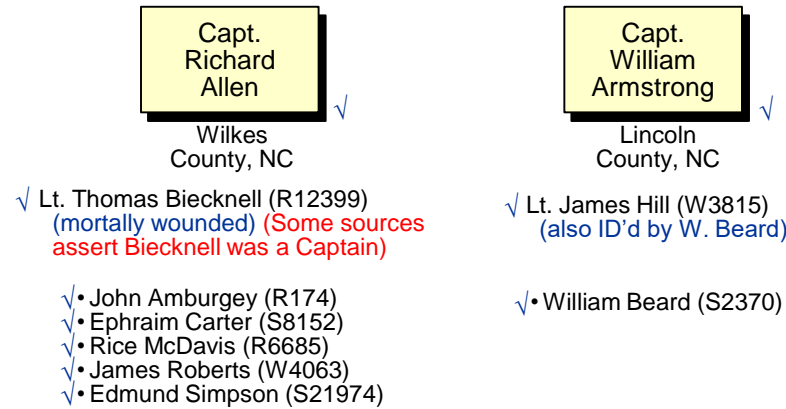 Capt.
Richard
Allen
√
Wilkes
County, NC
√ Lt. Thomas Biecknell (R12399)
(mortally wounded) (Some sources
assert Biecknell was a Captain)
√• John Amburgey (R174)
√• Ephraim Carter (S8152)
√• Rice McDavis (R6685)
√• James Roberts (W4063)
√• Edmund Simpson (S21974)
Capt.
William
Armstrong
√
Lincoln
County, NC
√ Lt. James Hill (W3815)
(also ID'd by W. Beard)
√• William Beard (S2370)